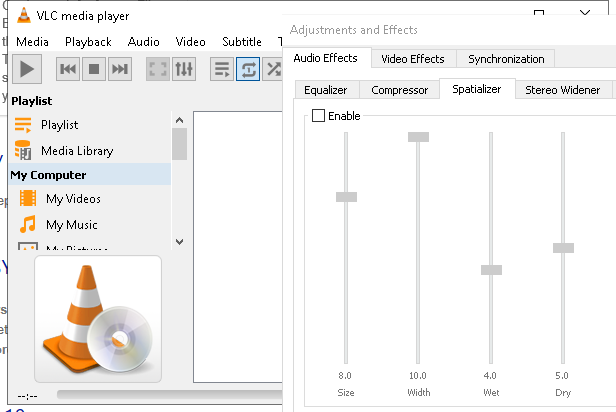 VLC media player
Media Playback Audio Video Subtitle T
Playlist
Playlist
Media Library
My Computer
My Videos
My Music
My Pictures
--:--
Adjustments and Effects
Audio Effects Video Effects Synchronization
Equalizer Compressor Spatializer Stereo Widener
Enable
8.0 10.0 4.0 5.0
Size Width Wet Dry